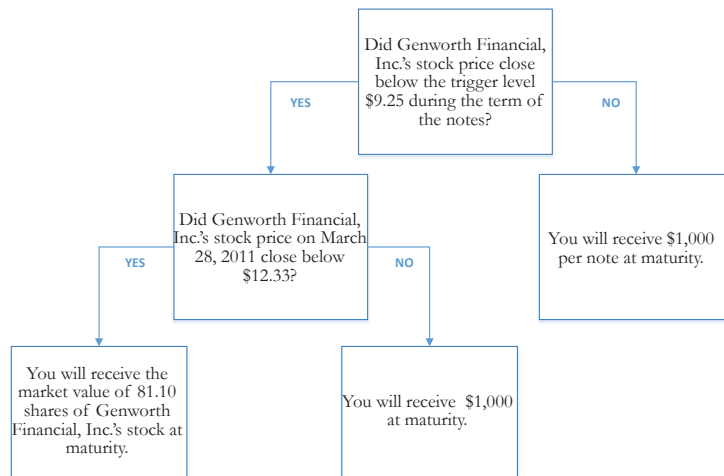 Did Genworth Financial,
Inc.'s stock price close
below the trigger level
$9.25 during the term of
the notes?
YES
NO
Did Genworth Financial,
Inc.'s stock price on March
28, 2011 close below
$12.33?
You will receive $1,000
per note at maturity.
YES
NO
You will receive the
market value of 81.10
shares of Genworth
Financial, Inc.'s stock at
maturity.
You will receive $1,000
at maturity.